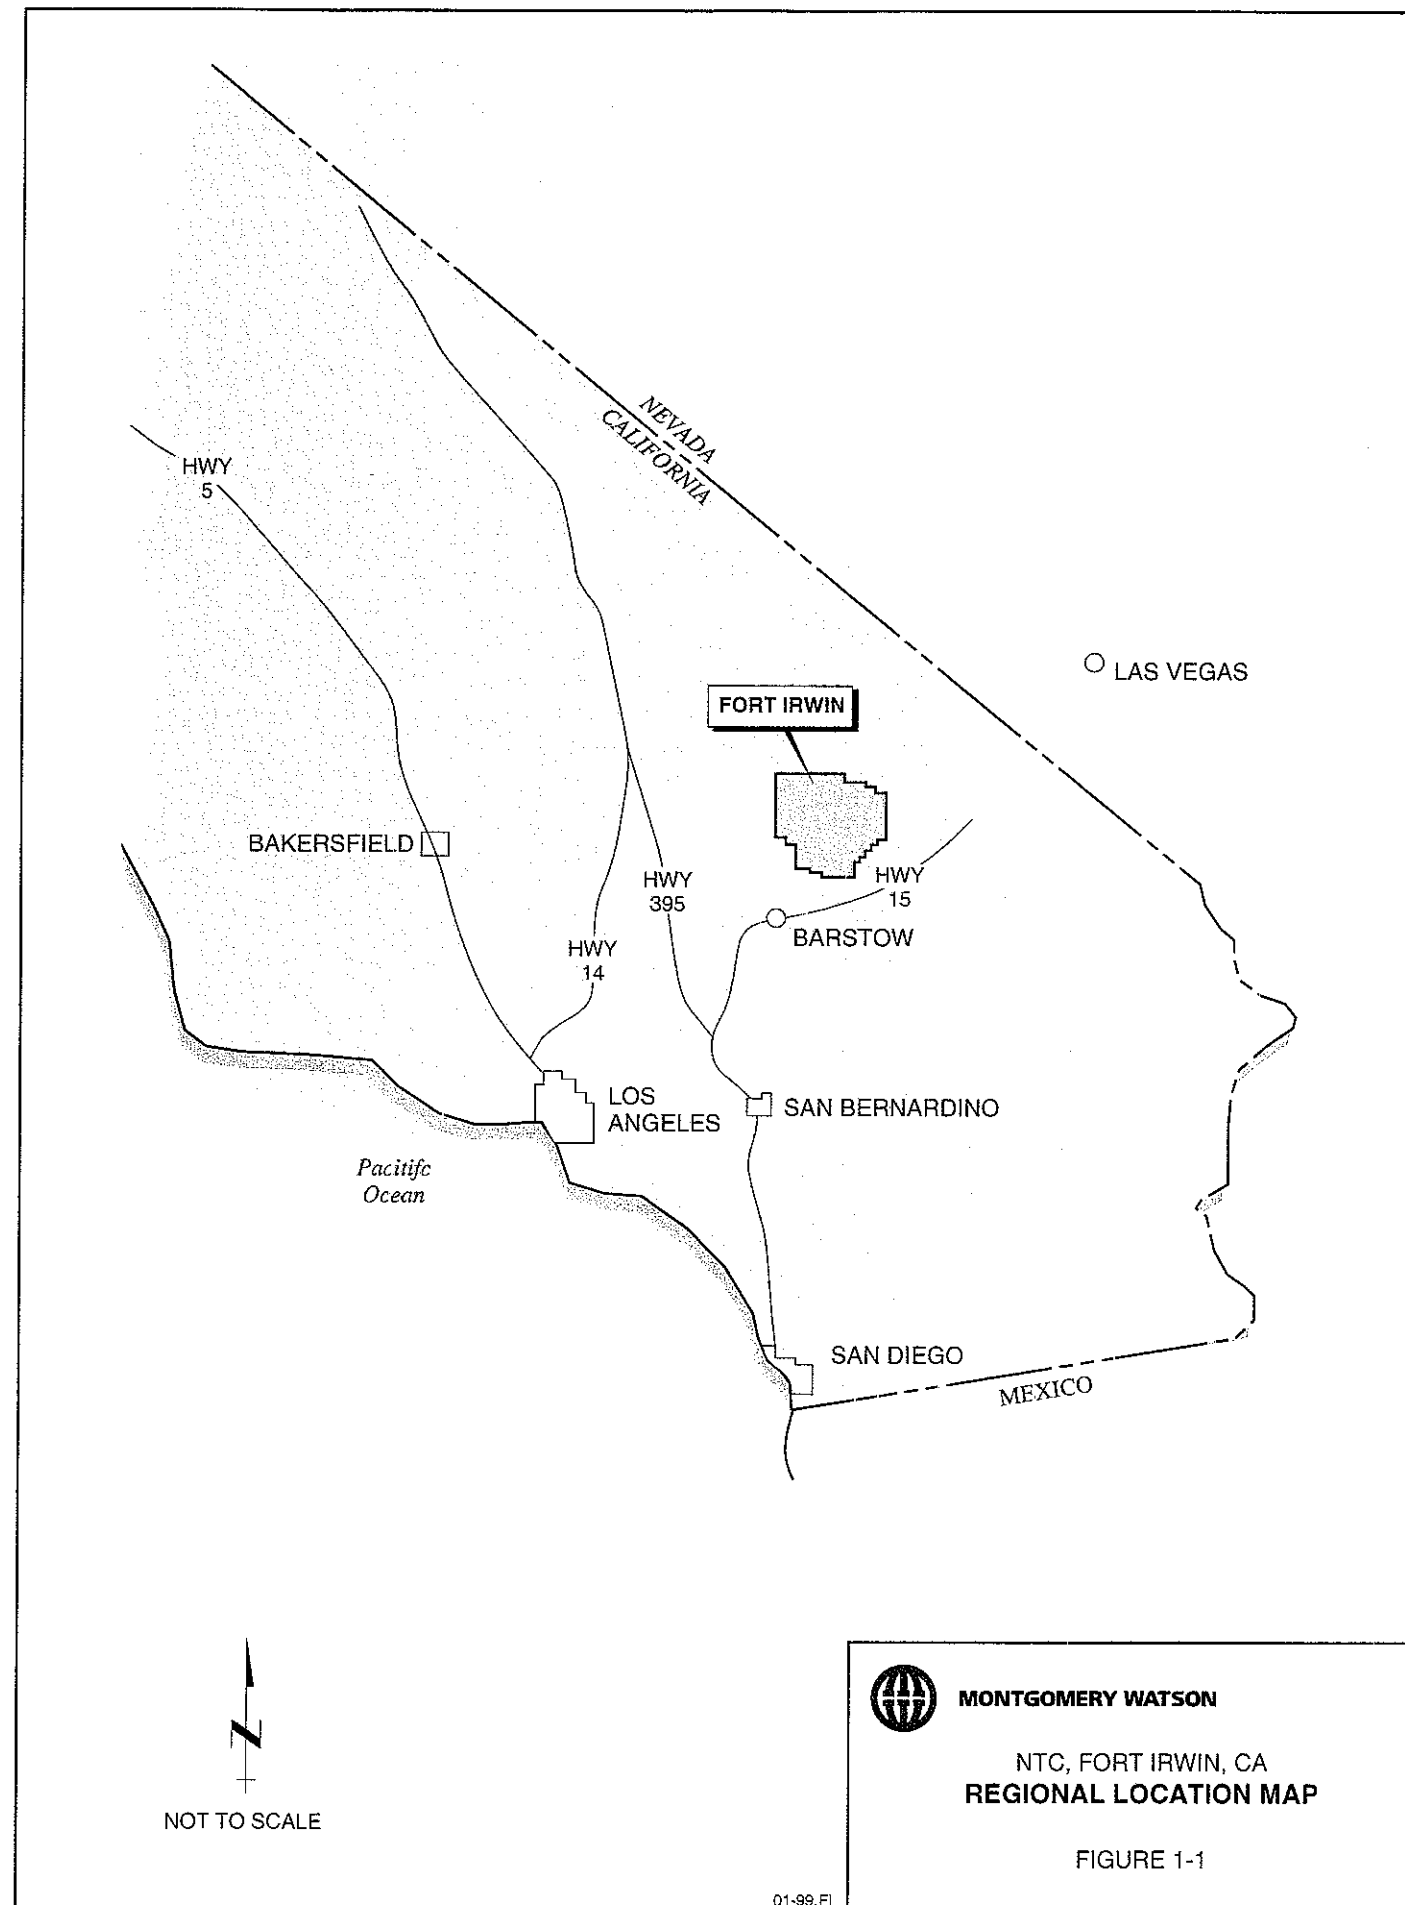 NEVADA
CALIFORNIA
HWY
5
LAS VEGAS
FORT IRWIN
BAKERSFIELD
HWY
395
HWY
15
BARSTOW
HWY
14
LOS
ANGELES
SAN BERNARDINO
Pacitifc
Ocean
SAN DIEGO
MEXICO
N
NOT TO SCALE
MONTGOMERY WATSON
NTC, FORT IRWIN, CA
REGIONAL LOCATION MAP
FIGURE 1-1
01-99.FI